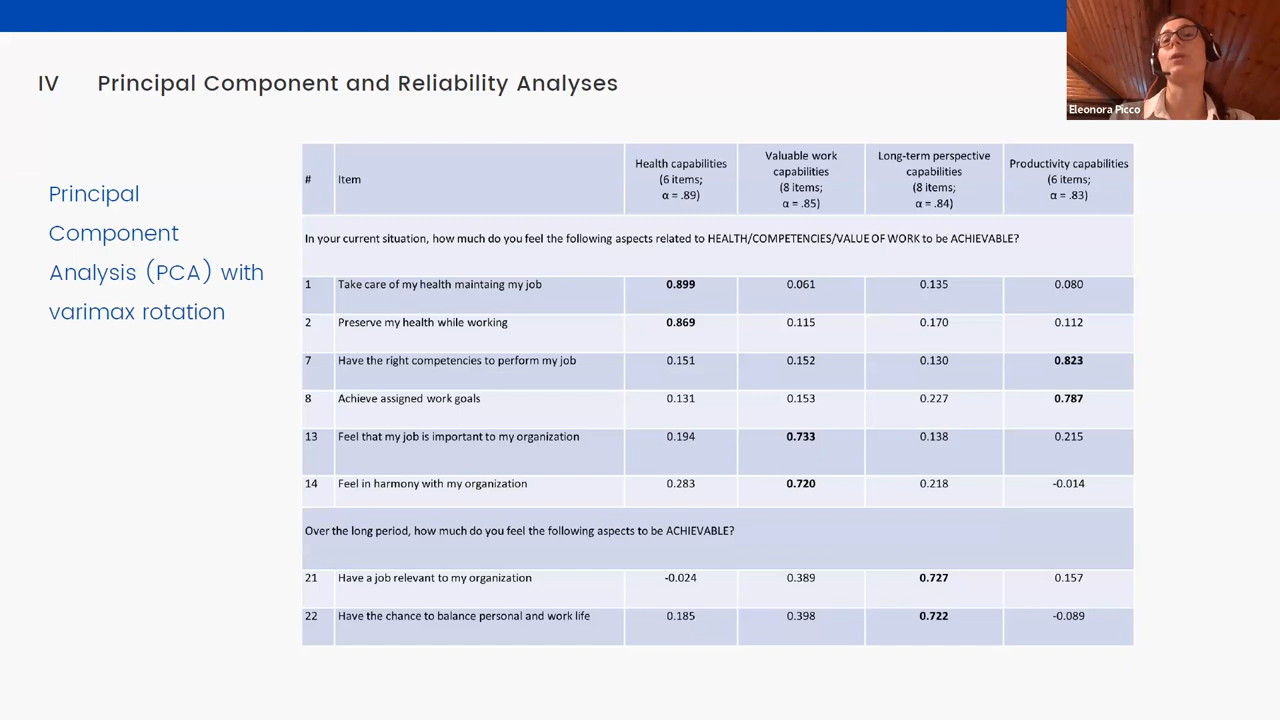 IV Principal Component and Reliability Analyses
Eleonora Picco
Principal
Component
Analysis (PCA) with
varimax rotation
# Item Health capabilities (6 items; α = .89) Valuable work capabilities (8 items; α = .85) Long-term perspective capabilities (8 items; α = .84) Productivity capabilities (6 items; α = .83)
In your current situation, how much do you feel the following aspects related to HEALTH/COMPETENCIES/VALUE OF WORK to be ACHIEVABLE?
1 Take care of my health maintaing my job 0.899 0.061 0.135 0.080
2 Preserve my health while working 0.869 0.115 0.170 0.112
7 Have the right competencies to perform my job 0.151 0.152 0.130 0.823
8 Achieve assigned work goals 0.131 0.153 0.227 0.787
13 Feel that my job is important to my organization 0.194 0.733 0.138 0.215
14 Feel in harmony with my organization 0.283 0.720 0.218 -0.014
Over the long period, how much do you feel the following aspects to be ACHIEVABLE?
21 Have a job relevant to my organization -0.024 0.389 0.727 0.157
22 Have the chance to balance personal and work life 0.185 0.398 0.722 -0.089